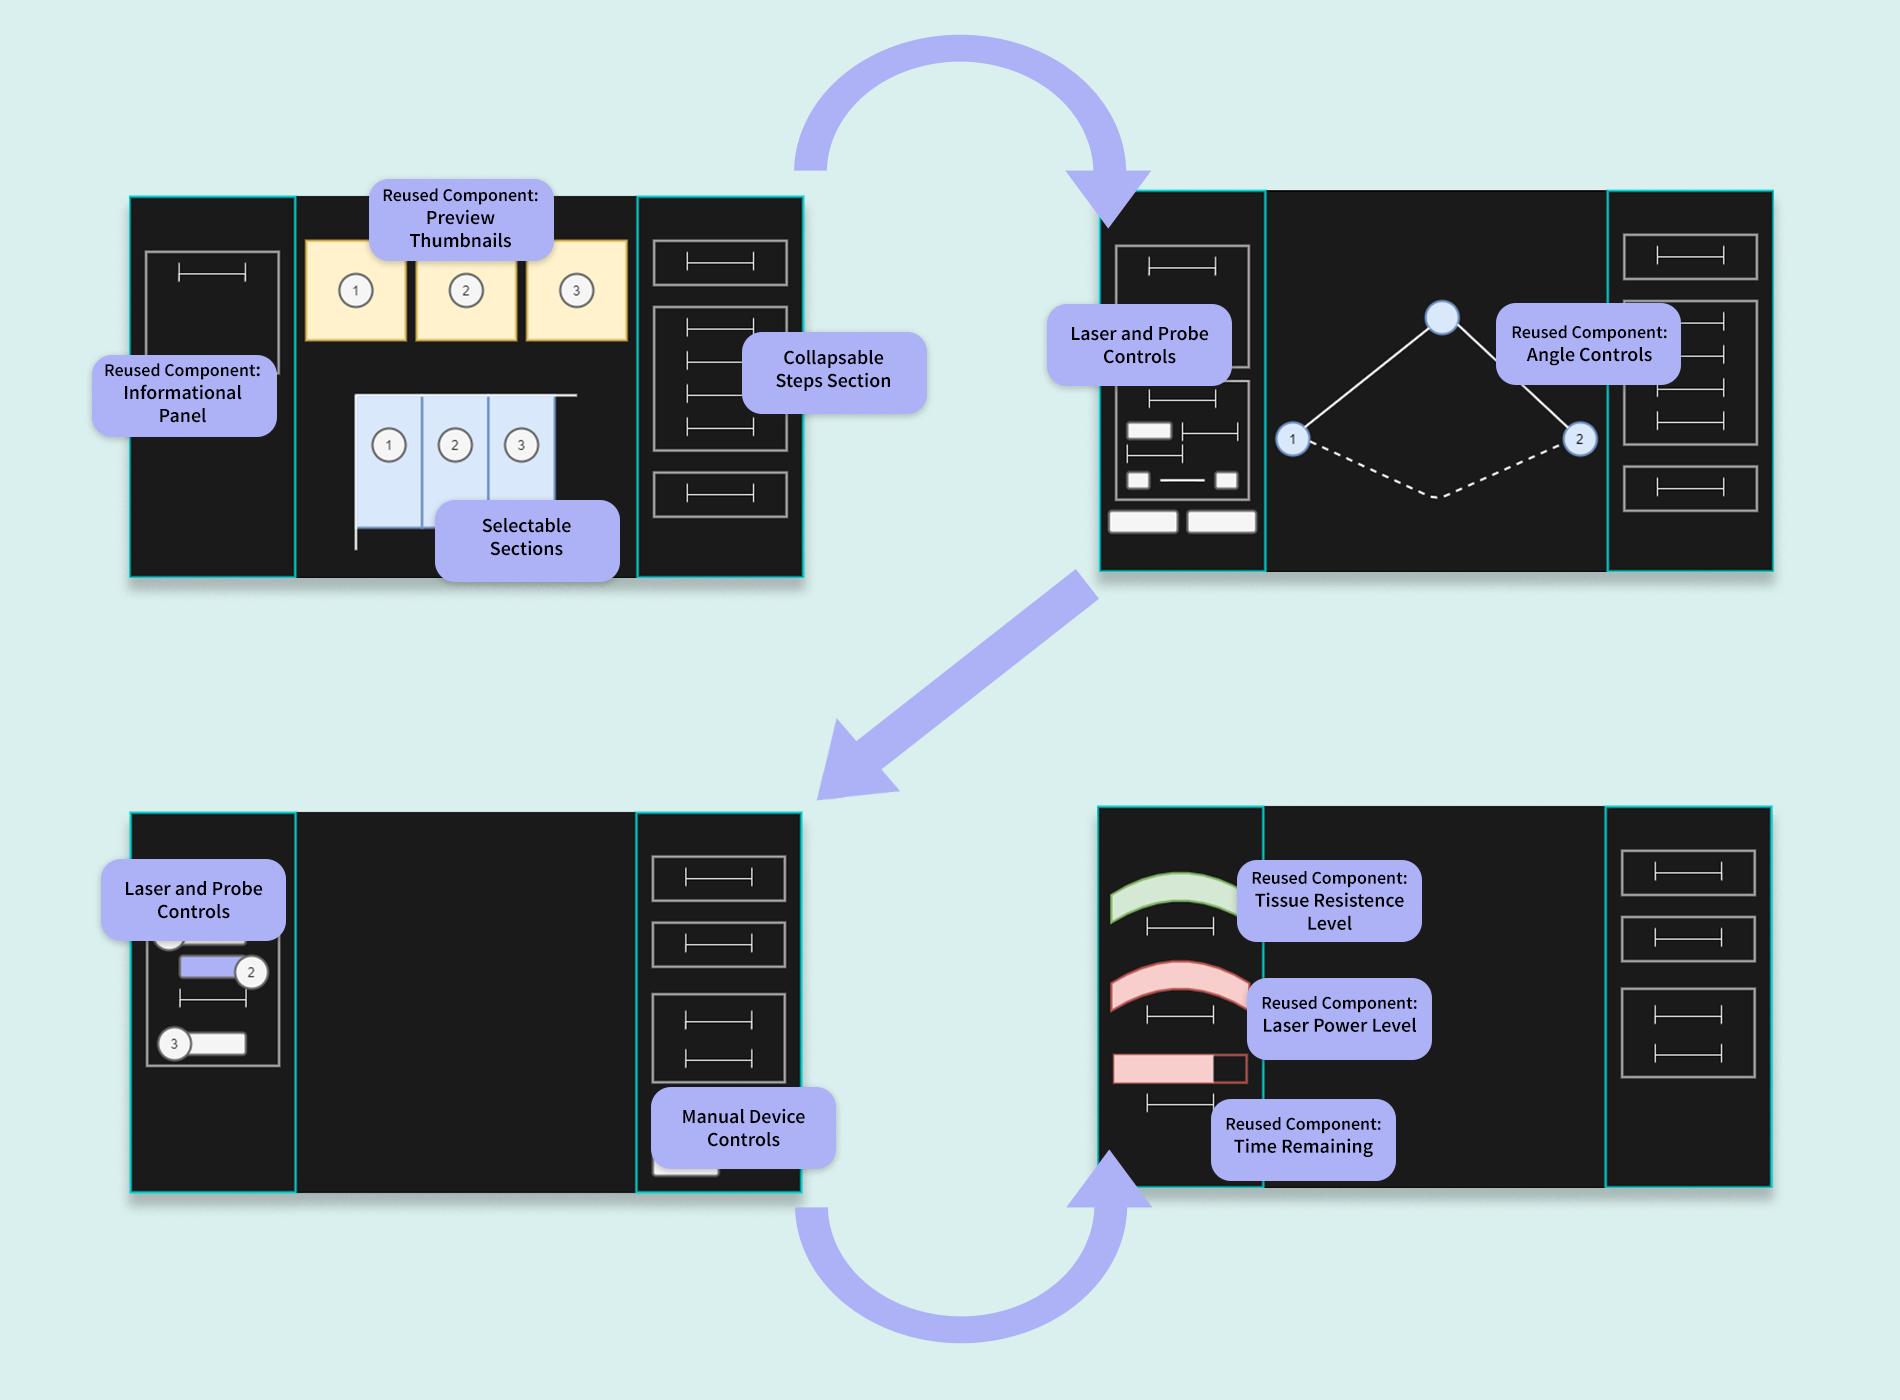 Reused Component:
Preview
Thumbnails
1
2
3
Reused Component:
Informational
Panel
Collapsable
Steps Section
1
2
3
Selectable
Sections
Laser and Probe
Controls
Reused Component:
Angle Controls
1
2
Laser and Probe
Controls
2
3
Manual Device
Controls
Reused Component:
Tissue Resistence
Level
Reused Component:
Laser Power Level
Reused Component:
Time Remaining